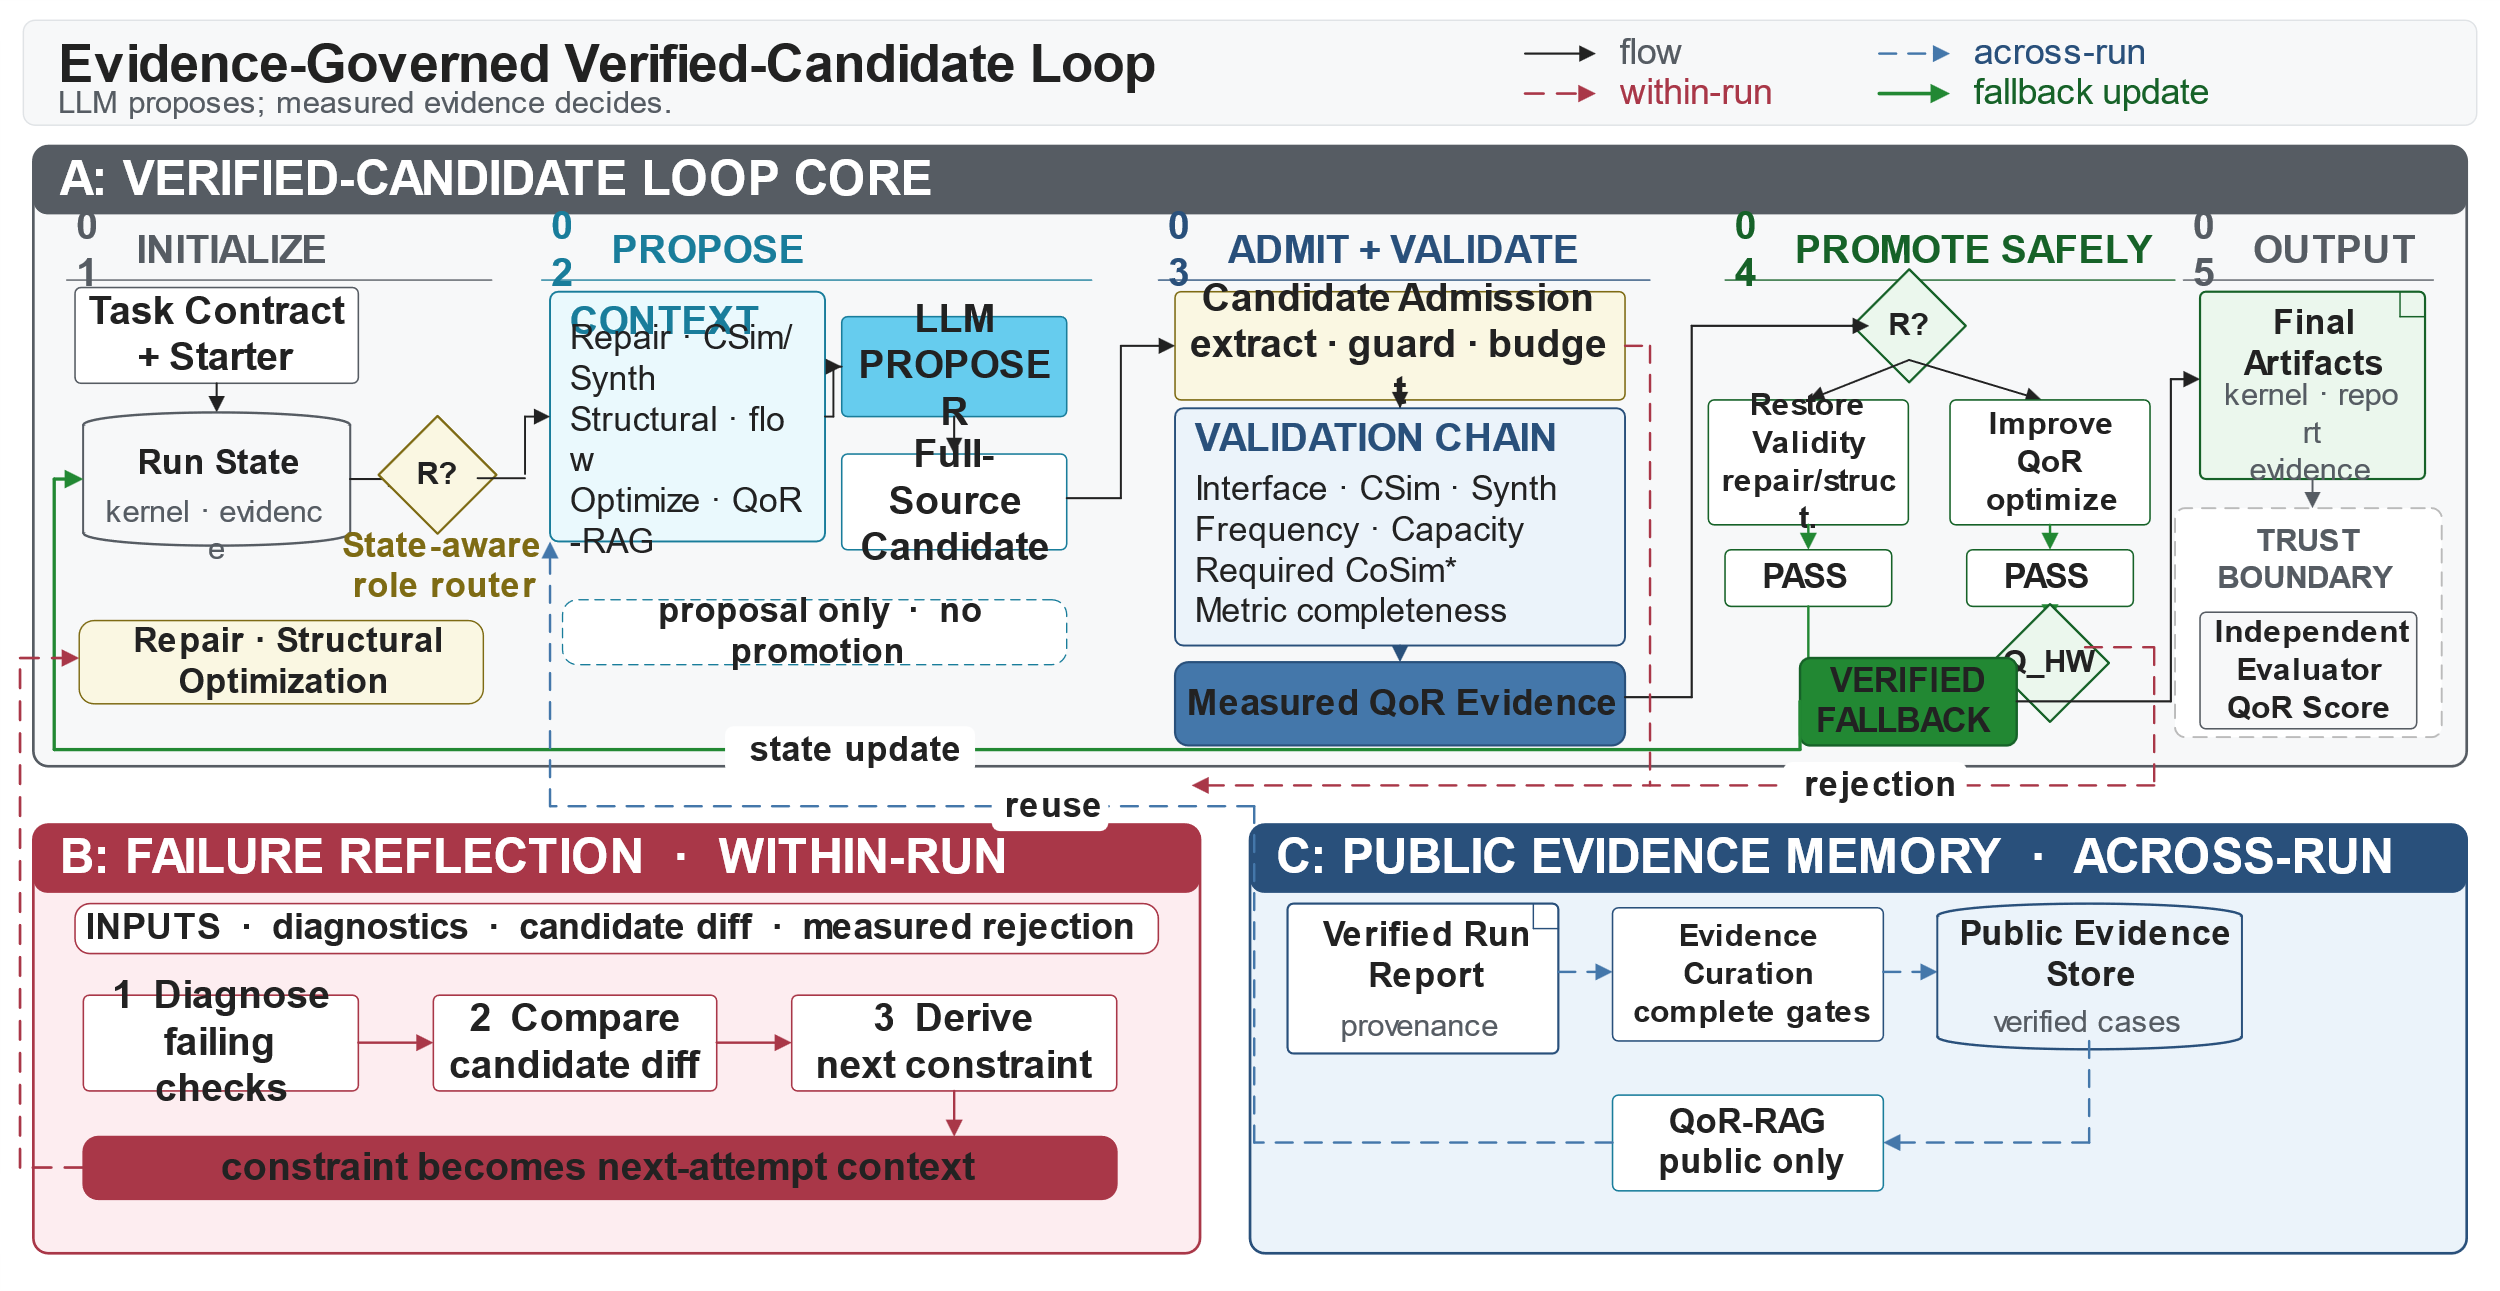 Evidence-Governed Verified-Candidate Loop
LLM proposes; measured evidence decides.
flow
within-run
across-run
fallback update
A: VERIFIED-CANDIDATE LOOP CORE
0
1
INITIALIZE
Task Contract
+ Starter
Run State
kernel · evidenc
e
R?
State-aware
role router
Repair · Structural
Optimization
0
2
PROPOSE
CONTEXT
Repair · CSim/
Synth
Structural · flo
w
Optimize · QoR
-RAG
LLM
PROPOSE
R
Full-
Source
Candidate
proposal only · no
promotion
0
3
ADMIT + VALIDATE
Candidate Admission
extract · guard · budge
t
VALIDATION CHAIN
Interface · CSim · Synth
Frequency · Capacity
Required CoSim*
Metric completeness
Measured QoR Evidence
0
4
PROMOTE SAFELY
R?
Restore
Validity
repair/struc
t.
Improve
QoR
optimize
PASS
PASS
Q_HW
VERIFIED
FALLBACK
0
5
OUTPUT
Final
Artifacts
kernel · repo
rt
evidence
TRUST
BOUNDARY
Independent
Evaluator
QoR Score
state update
rejection
reuse
B: FAILURE REFLECTION · WITHIN-RUN
INPUTS · diagnostics · candidate diff · measured rejection
1 Diagnose
failing
checks
2 Compare
candidate diff
3 Derive
next constraint
constraint becomes next-attempt context
C: PUBLIC EVIDENCE MEMORY · ACROSS-RUN
Verified Run
Report
provenance
Evidence
Curation
complete gates
Public Evidence
Store
verified cases
QoR-RAG
public only